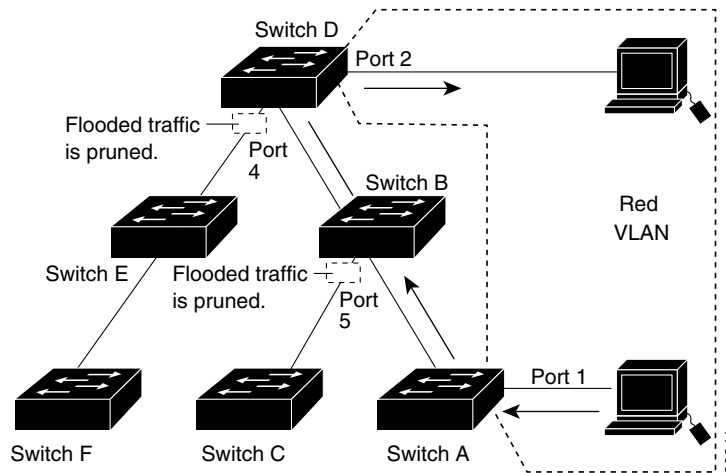 Switch D
Port 2
Flooded traffic
is pruned.
Port
4
Switch B
Red
VLAN
Switch E
Flooded traffic
is pruned.
Port
5
Port 1
Switch F
Switch C
Switch A